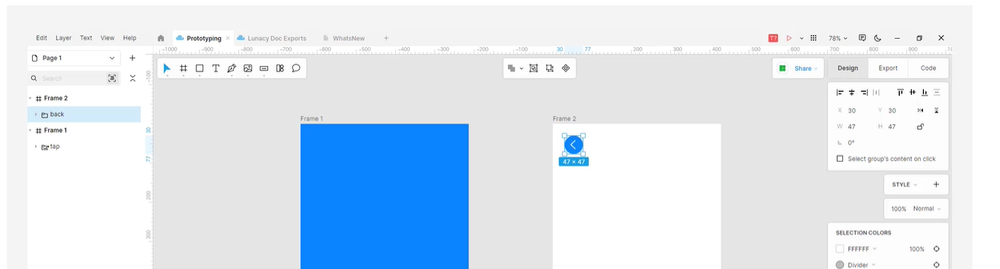 Edit Layer Text View Help Prototyping Lunacy Doc Exports WhatsNew T? 78%
Page 1
-1000 -900 -800 -700 -600 -500 -400 -300 -200 -100 30 77 200 300 400 500 600 700 800 900
Search
-100
Share Design Export Code
Frame 2
back
Frame 1
tap
30
77
200
300
Frame 1
Frame 2
47 × 47
X 30 Y 30
W 47 H 47
0°
Select group's content on click
STYLE
100% Normal
SELECTION COLORS
FFFFFF 100%
Divider